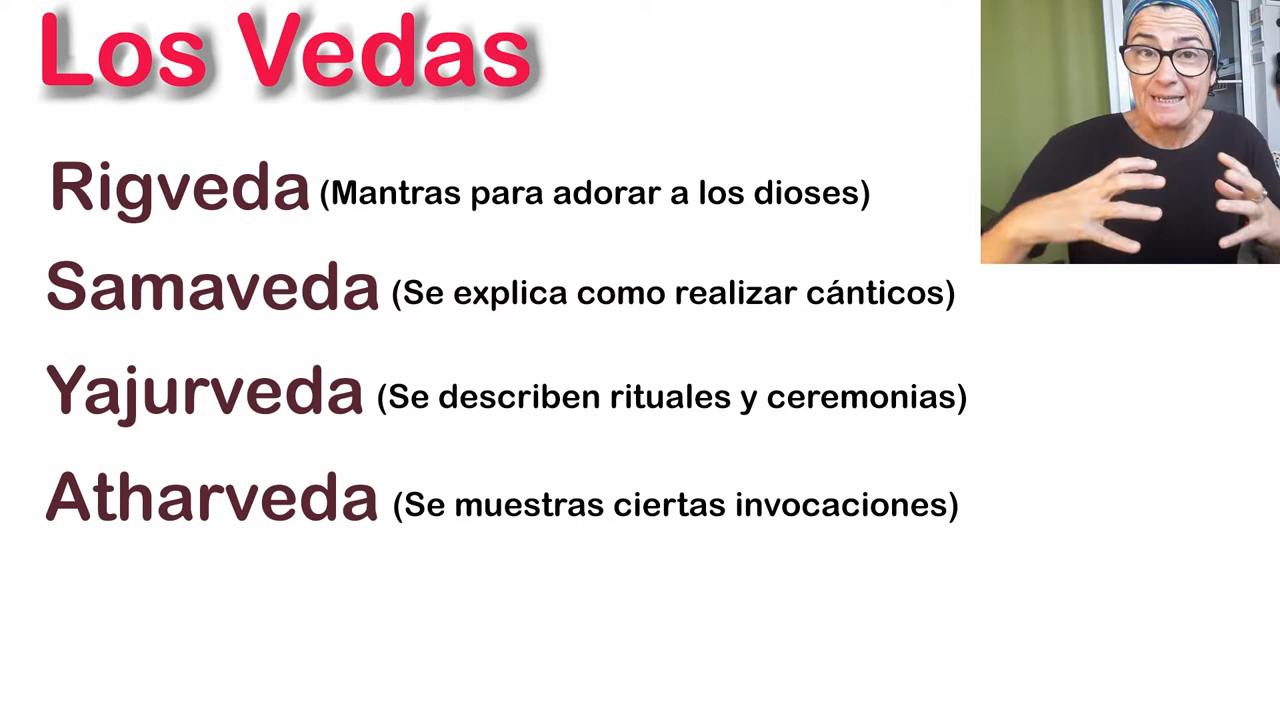 Los Vedas
Rigveda (Mantras para adorar a los dioses)
Samaveda (Se explica como realizar cánticos)
Yajurveda (Se describen rituales y ceremonias)
Atharveda (Se muestras ciertas invocaciones)